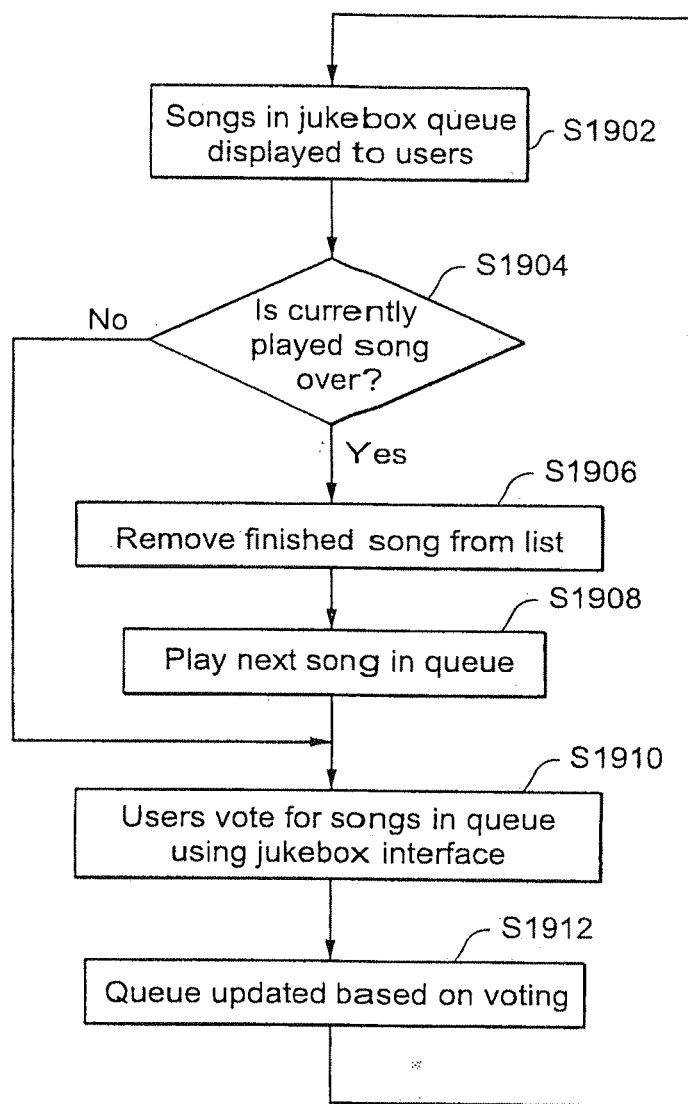 Songs in jukebox queue
displayed to users
S1902
S1904
No
Is currently
played song
over?
Yes
S1906
Remove finished song from list
S1908
Play next song in queue
S1910
Users vote for songs in queue
using jukebox interface
S1912
Queue updated based on voting